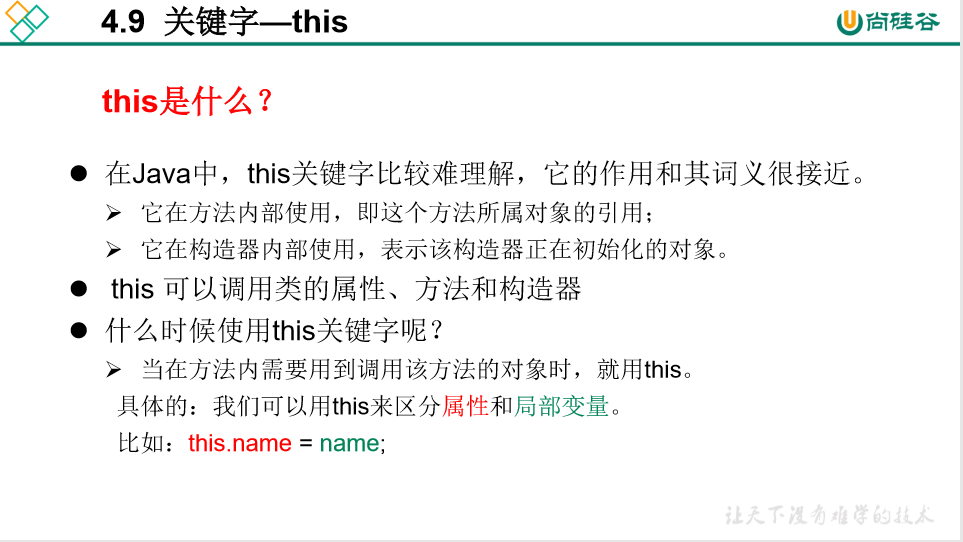 4.9 关键字—this
尚硅谷
this是什么？
在Java中，this关键字比较难理解，它的作用和其词义很接近。
它在方法内部使用，即这个方法所属对象的引用；
它在构造器内部使用，表示该构造器正在初始化的对象。
this 可以调用类的属性、方法和构造器
什么时候使用this关键字呢？
当在方法内需要用到调用该方法的对象时，就用this。
具体的：我们可以用this来区分属性和局部变量。
比如：this.name = name;
让天下没有难学的技术